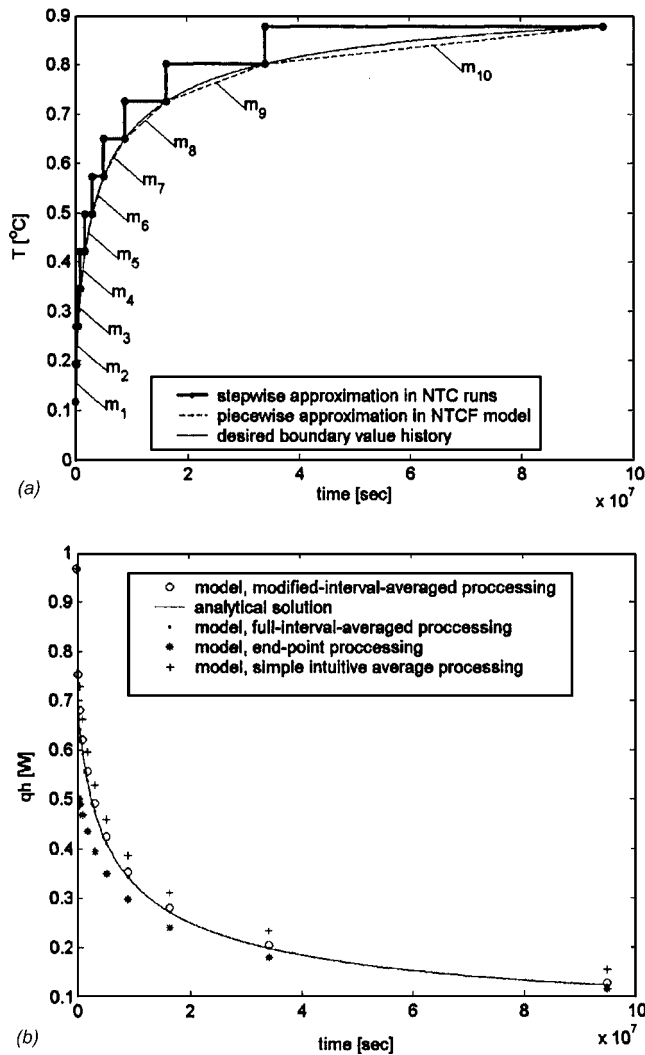 0.9
0.8
0.7
0.6
0.5
0.4
0.3
0.2
0.1
0
T [°C]
m10
m9
m8
m7
m6
m5
m4
m3
m2
m1
stepwise approximation in NTC runs
piecewise approximation in NTCF model
desired boundary value history
0 2 4 6 8 10
time [sec]
x 10^7
(a)
1
0.9
0.8
0.7
0.6
0.5
0.4
0.3
0.2
0.1
qh [W]
model, modified-interval-averaged proccessing
analytical solution
model, full-interval-averaged proccessing
model, end-point proccessing
model, simple intuitive average processing
0 2 4 6 8 10
time [sec]
x 10^7
(b)